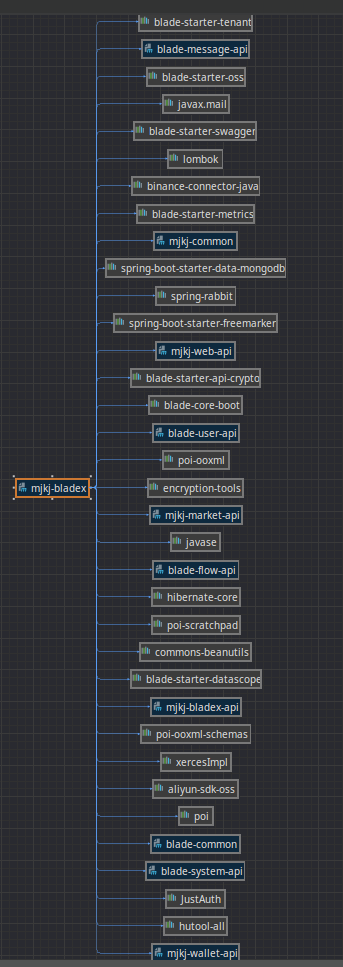 blade-starter-tenant
blade-message-api
blade-starter-oss
javax.mail
blade-starter-swagger
lombok
binance-connector-java
blade-starter-metrics
mjkj-common
spring-boot-starter-data-mongodb
spring-rabbit
spring-boot-starter-freemarker
mjkj-web-api
blade-starter-api-crypto
blade-core-boot
blade-user-api
poi-ooxml
mjkj-bladex
encryption-tools
mjkj-market-api
javase
blade-flow-api
hibernate-core
poi-scratchpad
commons-beanutils
blade-starter-datascope
mjkj-bladex-api
poi-ooxml-schemas
xercesImpl
aliyun-sdk-oss
poi
blade-common
blade-system-api
JustAuth
hutool-all
mjkj-wallet-api